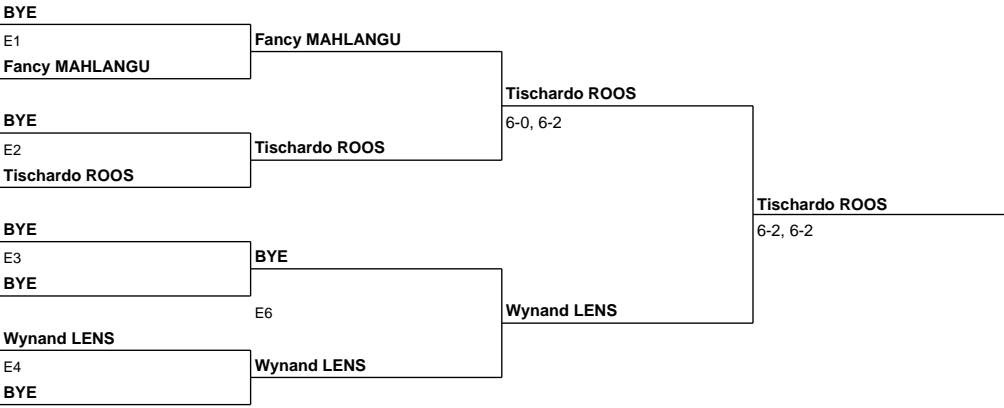 BYE
E1
Fancy MAHLANGU
BYE
E2
Tischardo ROOS
BYE
E3
BYE
Wynand LENS
E4
BYE
Fancy MAHLANGU
Tischardo ROOS
BYE
E6
Wynand LENS
Tischardo ROOS
6-0, 6-2
Wynand LENS
Tischardo ROOS
6-2, 6-2